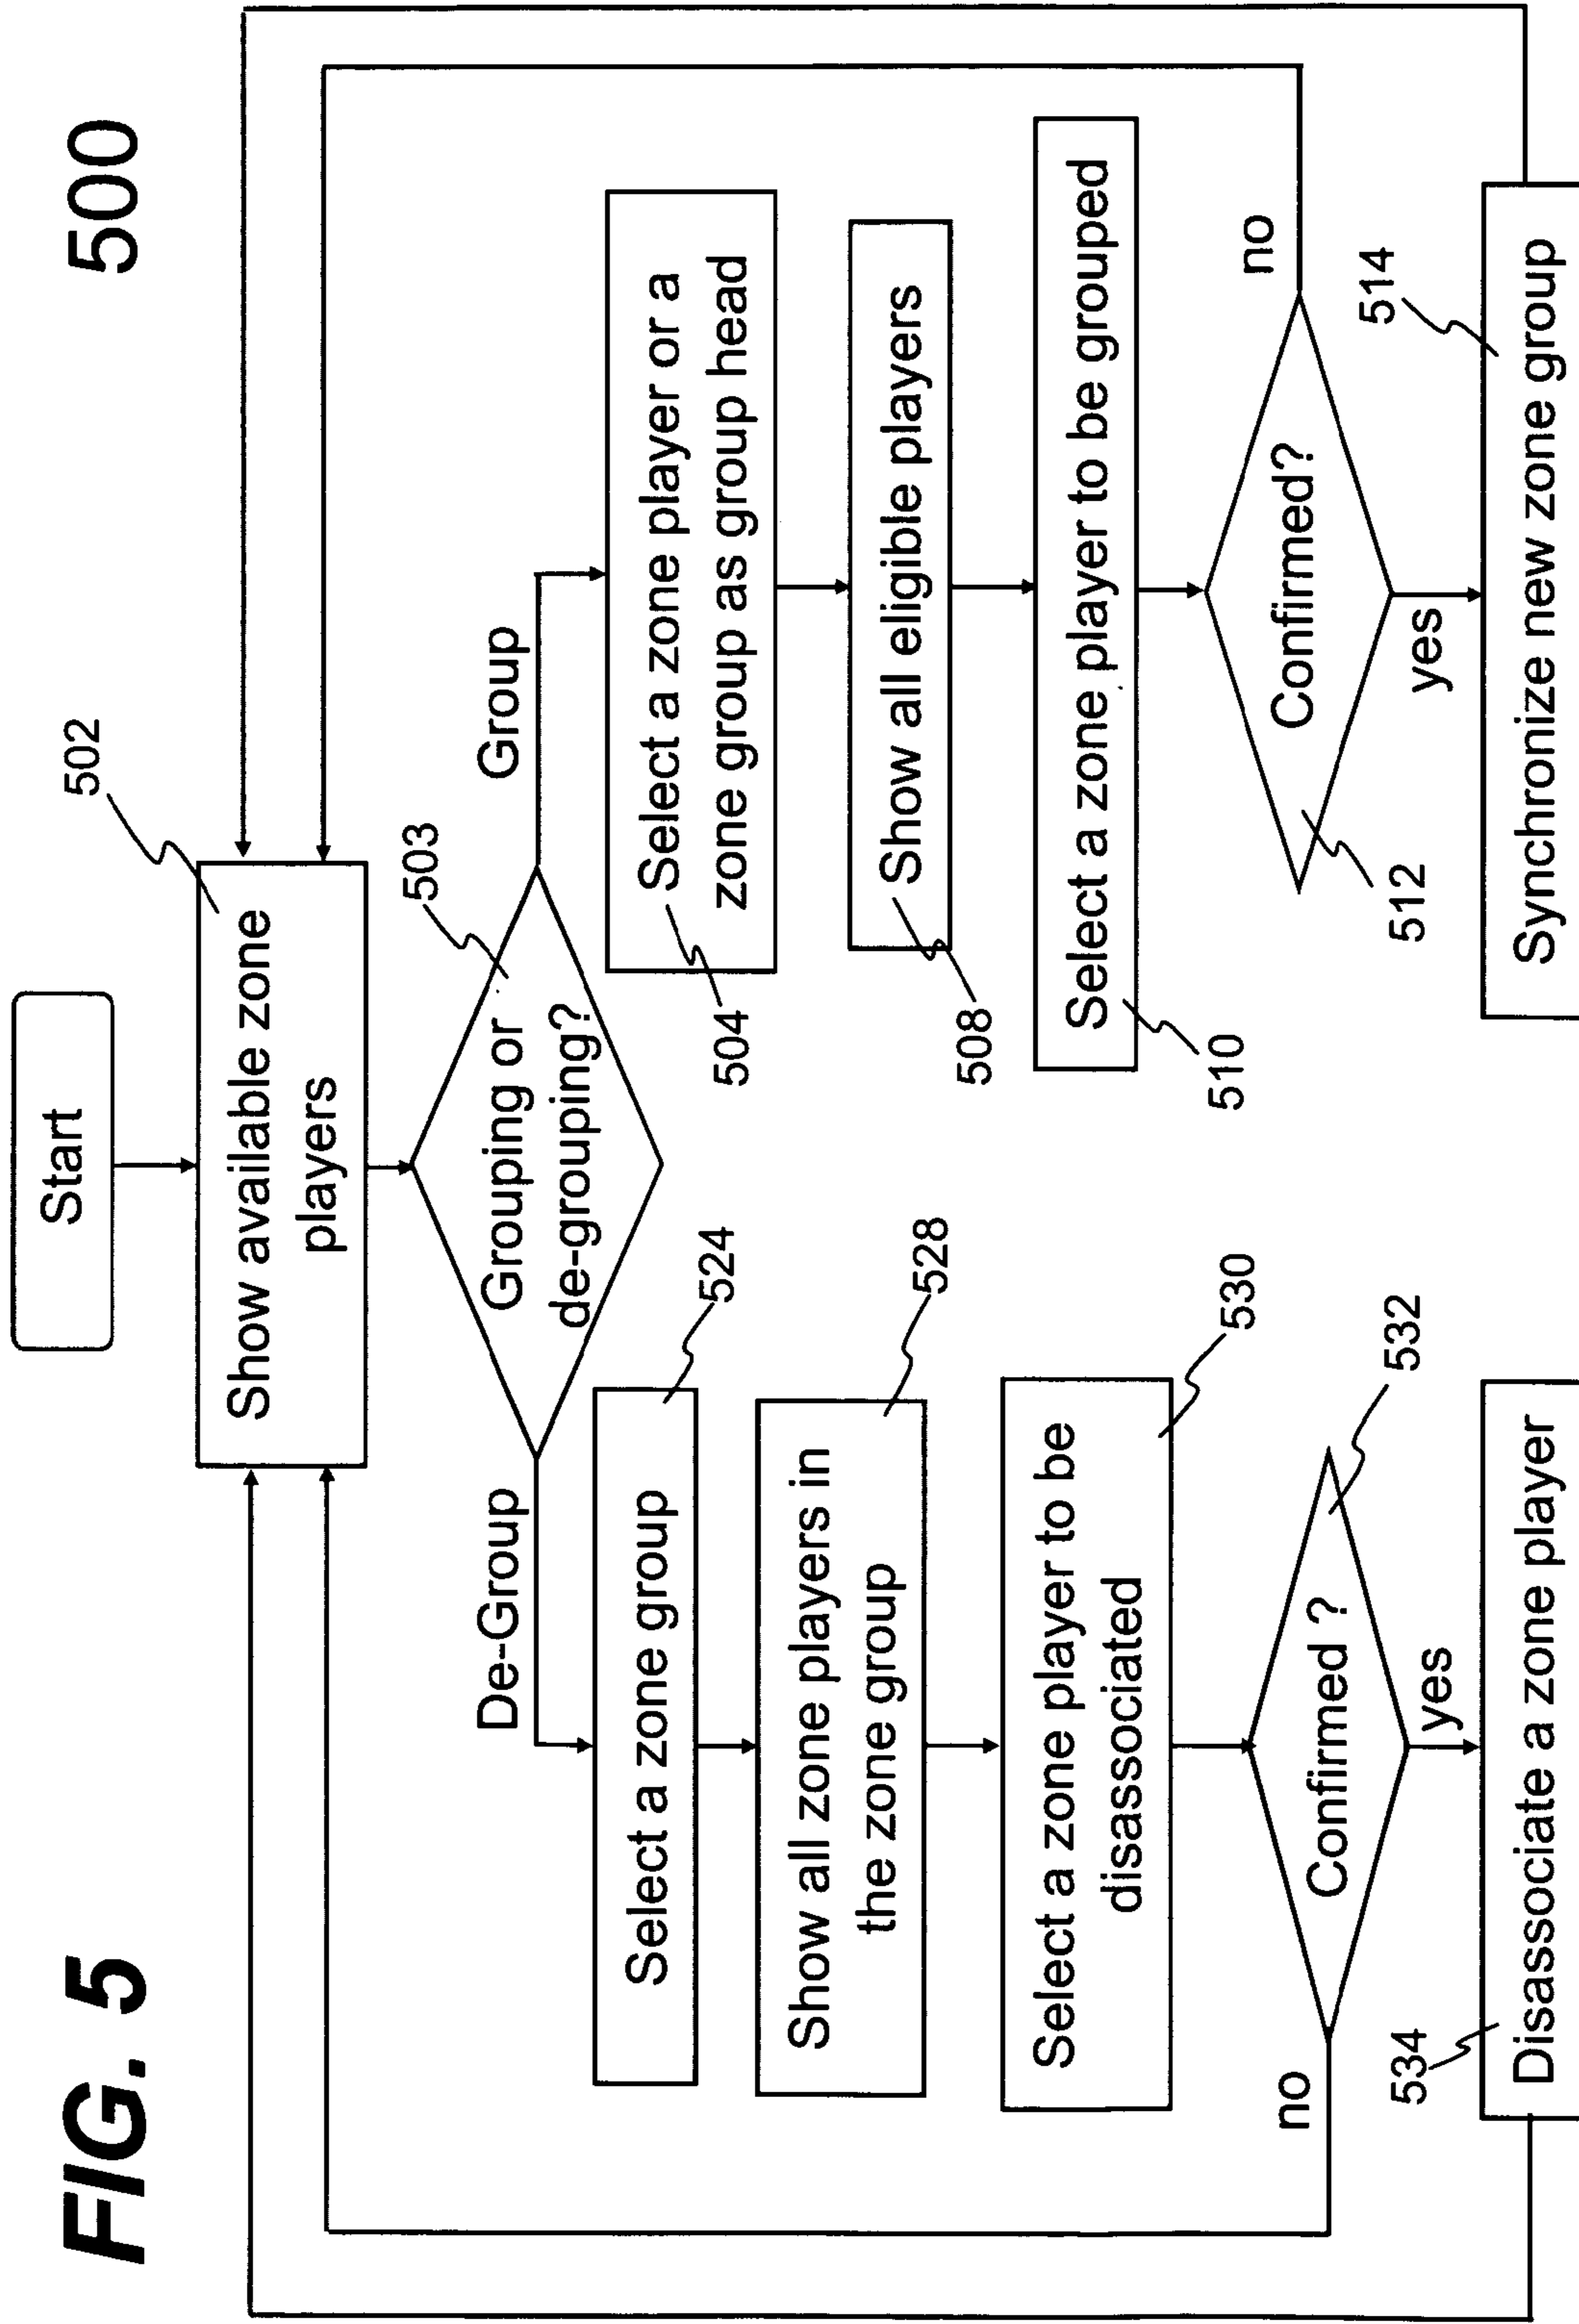 FIG. 5
500
Start
502
Show available zone
players
503
Grouping or
de-grouping?
De-Group
Group
524
Select a zone group
528
Show all zone players in
the zone group
530
Select a zone player to be
disassociated
532
Confirmed ?
no
yes
534
Disassociate a zone player
504
Select a zone player or a
zone group as group head
508
Show all eligible players
510
Select a zone player to be grouped
512
Confirmed?
no
yes
514
Synchronize new zone group